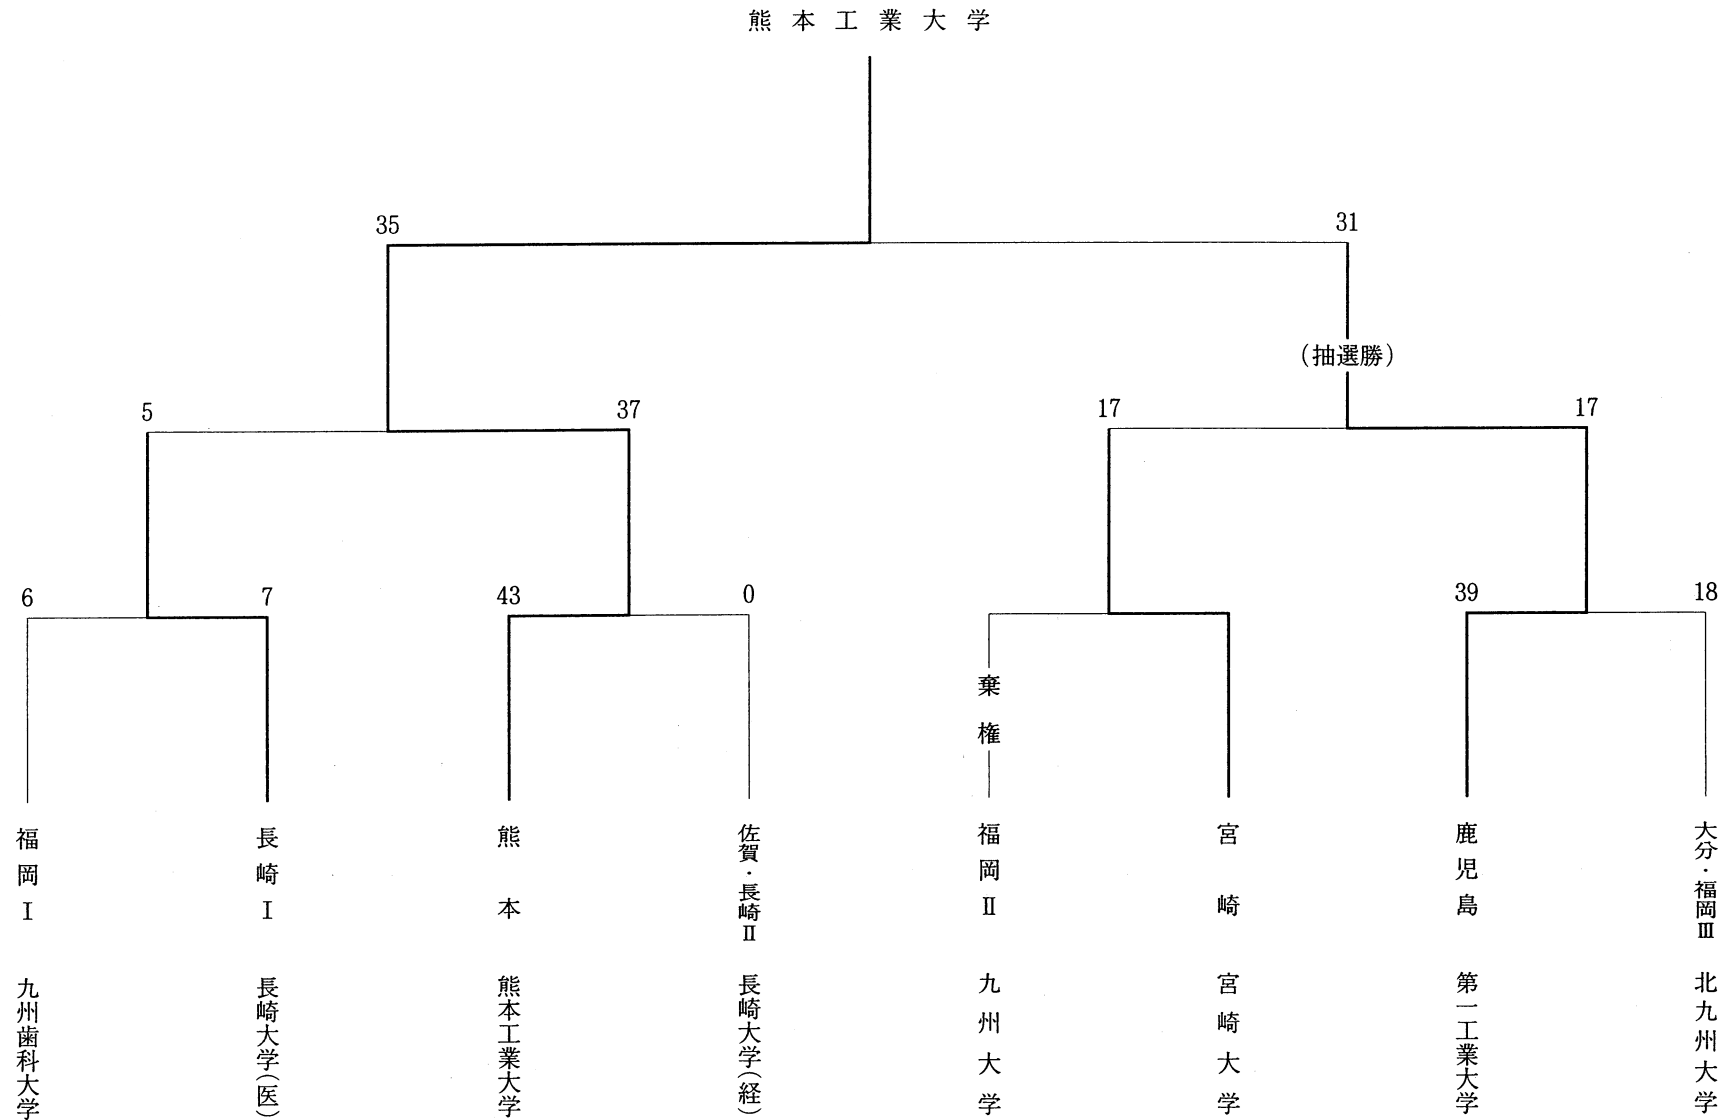 熊本工業大学
35
31
(抽選勝)
5
37
17
17
6
7
43
0
39
18
棄権
福岡Ⅰ 九州歯科大学
長崎Ⅰ 長崎大学(医)
熊本 熊本工業大学
佐賀・長崎Ⅱ 長崎大学(経)
福岡Ⅱ 九州大学
宮崎 宮崎大学
鹿児島 第一工業大学
大分・福岡Ⅲ 北九州大学